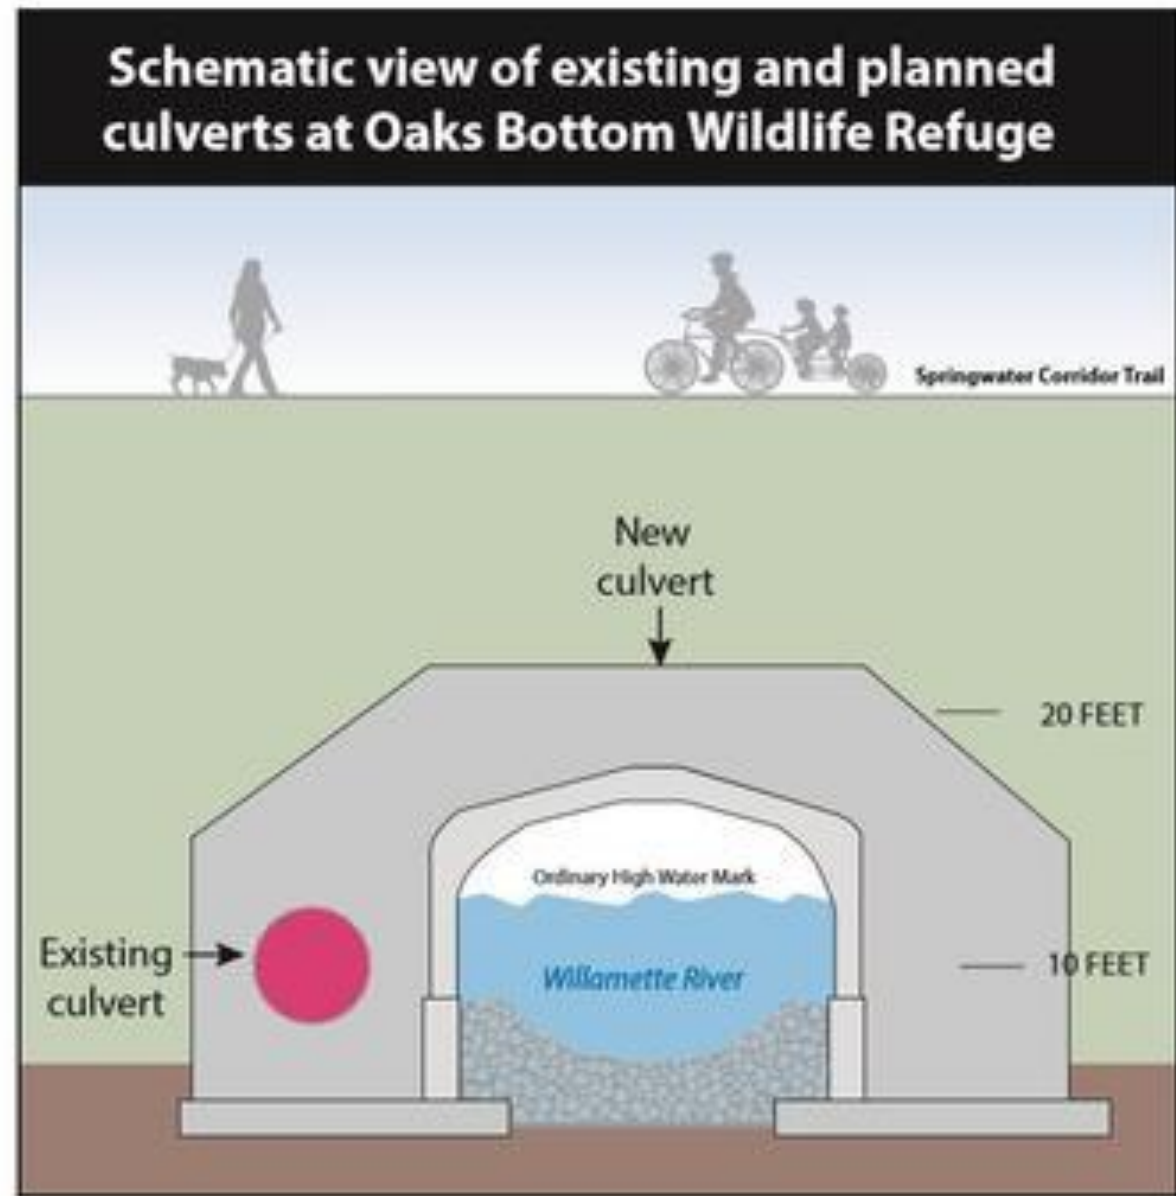 Schematic view of existing and planned
culverts at Oaks Bottom Wildlife Refuge
Springwater Corridor Trail
New
culvert
20 FEET
Ordinary High Water Mark
Existing
culvert
Willamette River
10 FEET